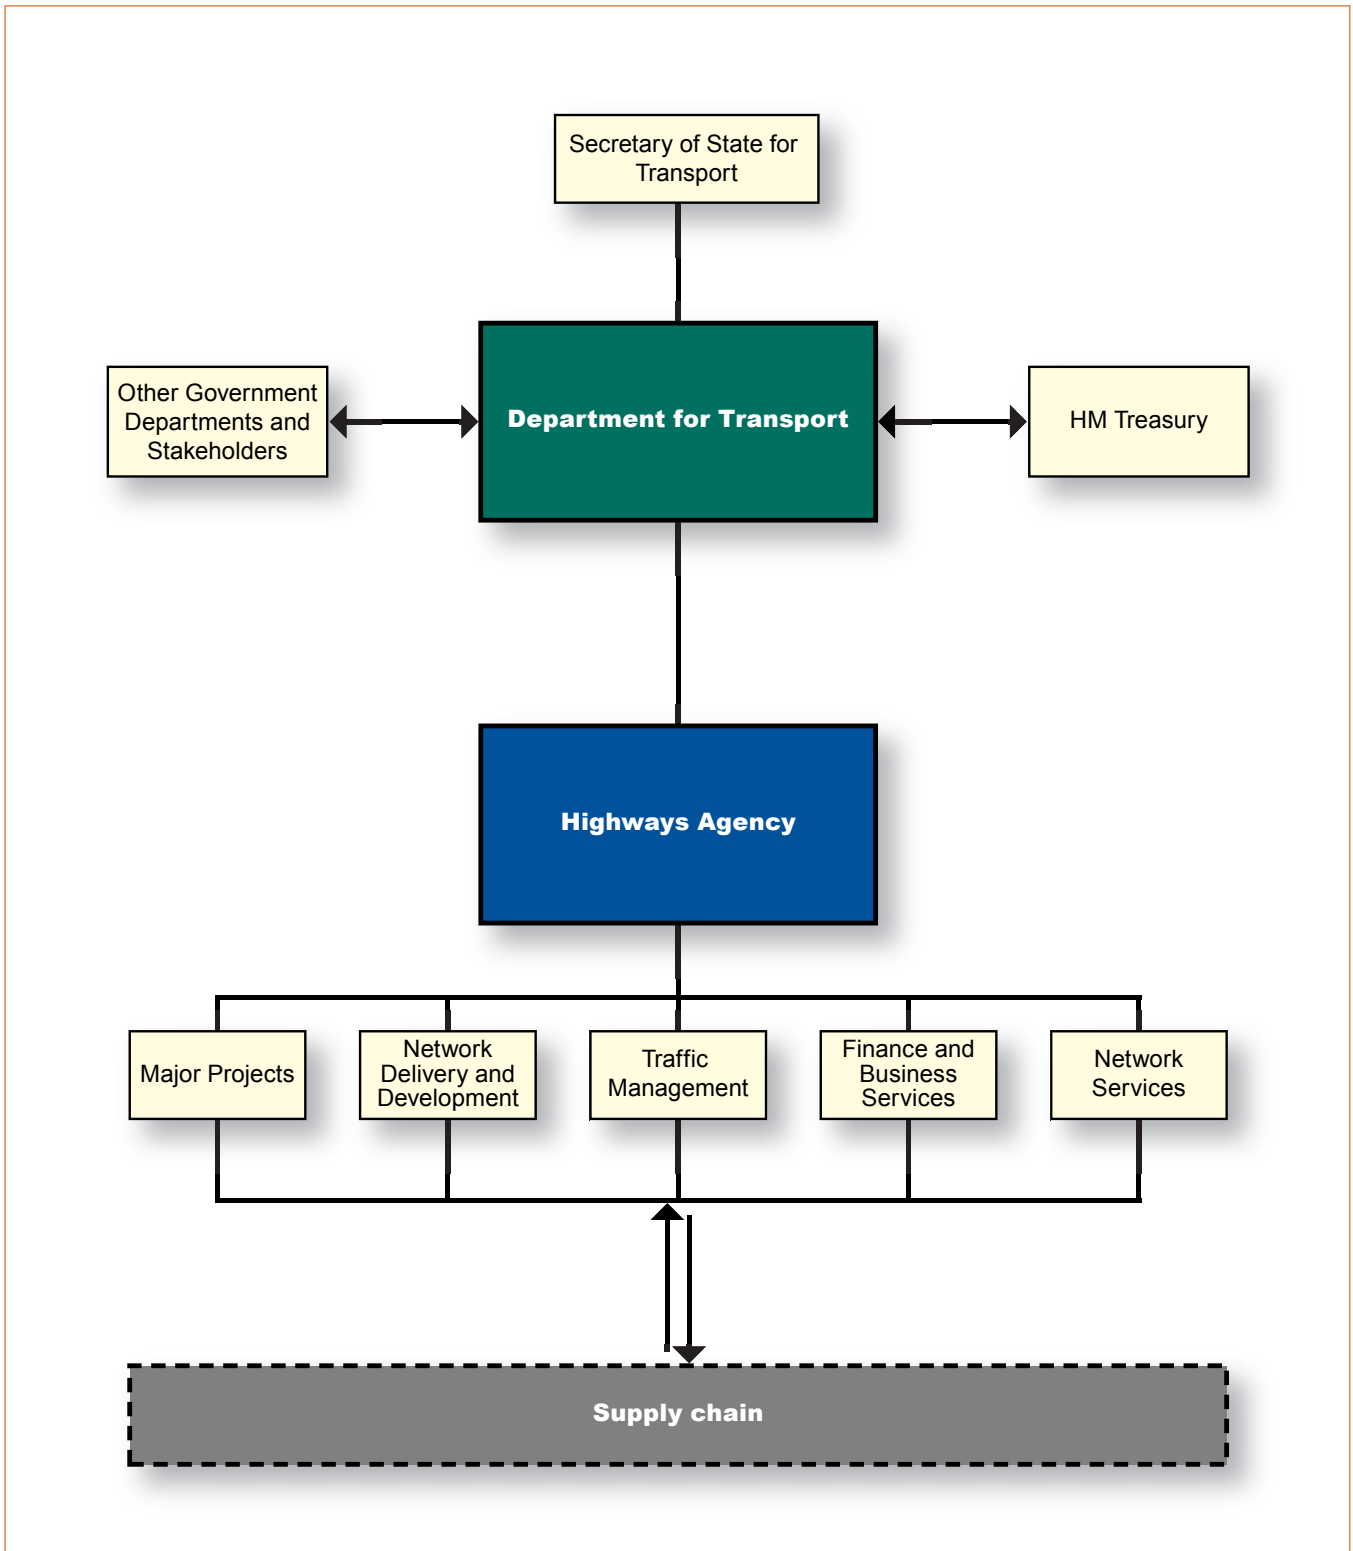 Secretary of State for
Transport
Other Government
Departments and
Stakeholders
Department for Transport
HM Treasury
Highways Agency
Major Projects
Network
Delivery and
Development
Traffic
Management
Finance and
Business
Services
Network
Services
Supply chain